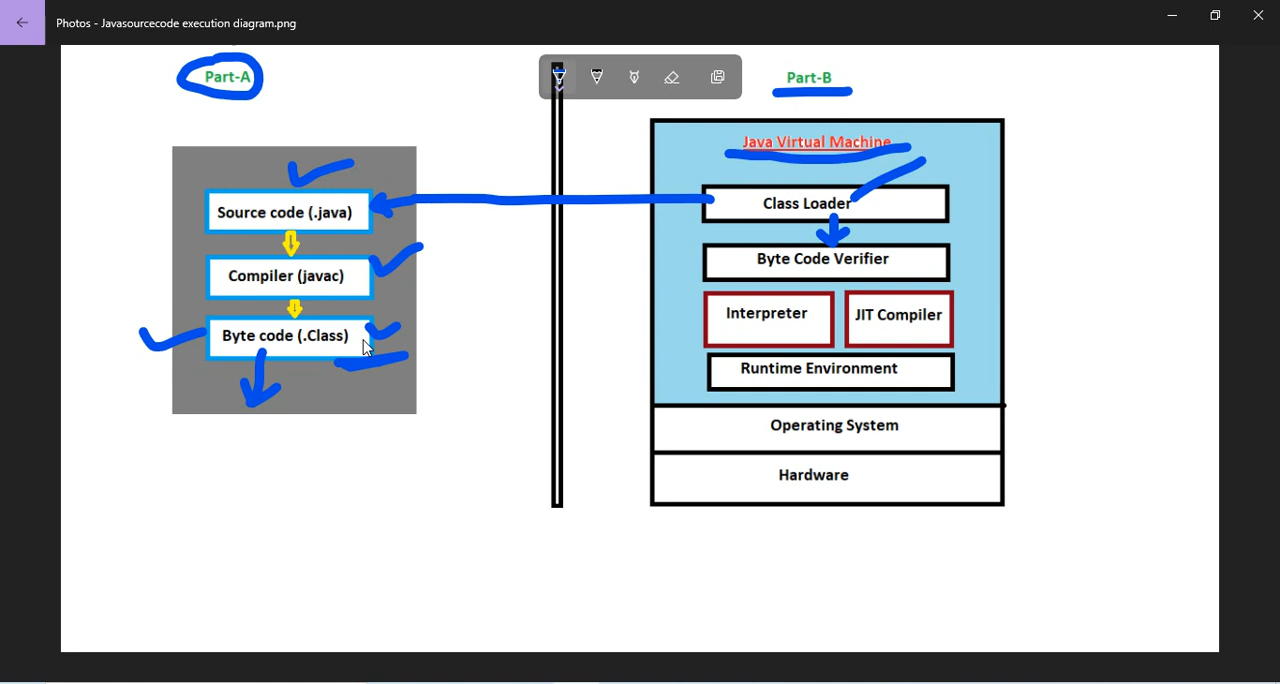 Photos - Javasourcecode execution diagram.png
Part-A
Part-B
Source code (.java)
Compiler (javac)
Byte code (.Class)
Java Virtual Machine
Class Loader
Byte Code Verifier
Interpreter
JIT Compiler
Runtime Environment
Operating System
Hardware